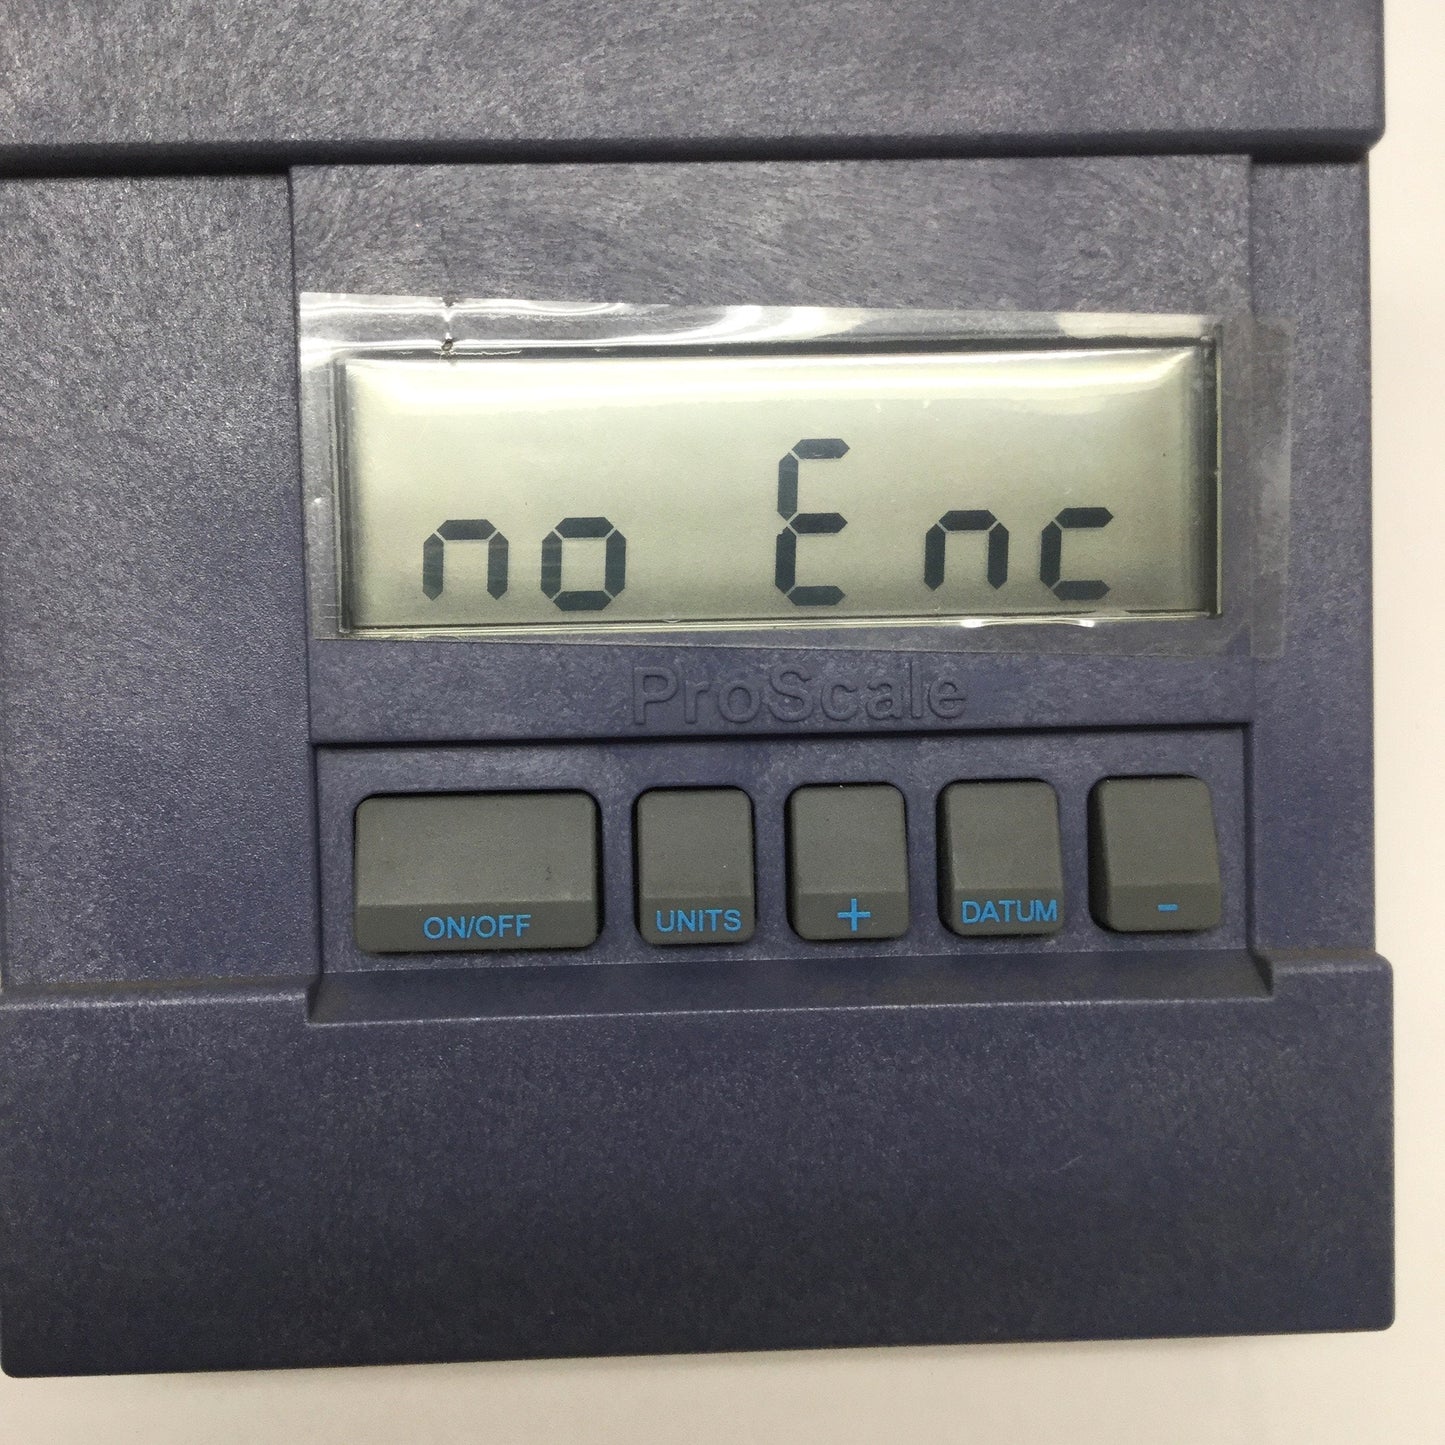 no Enc
ProScale
ON/OFF UNITS + DATUM -